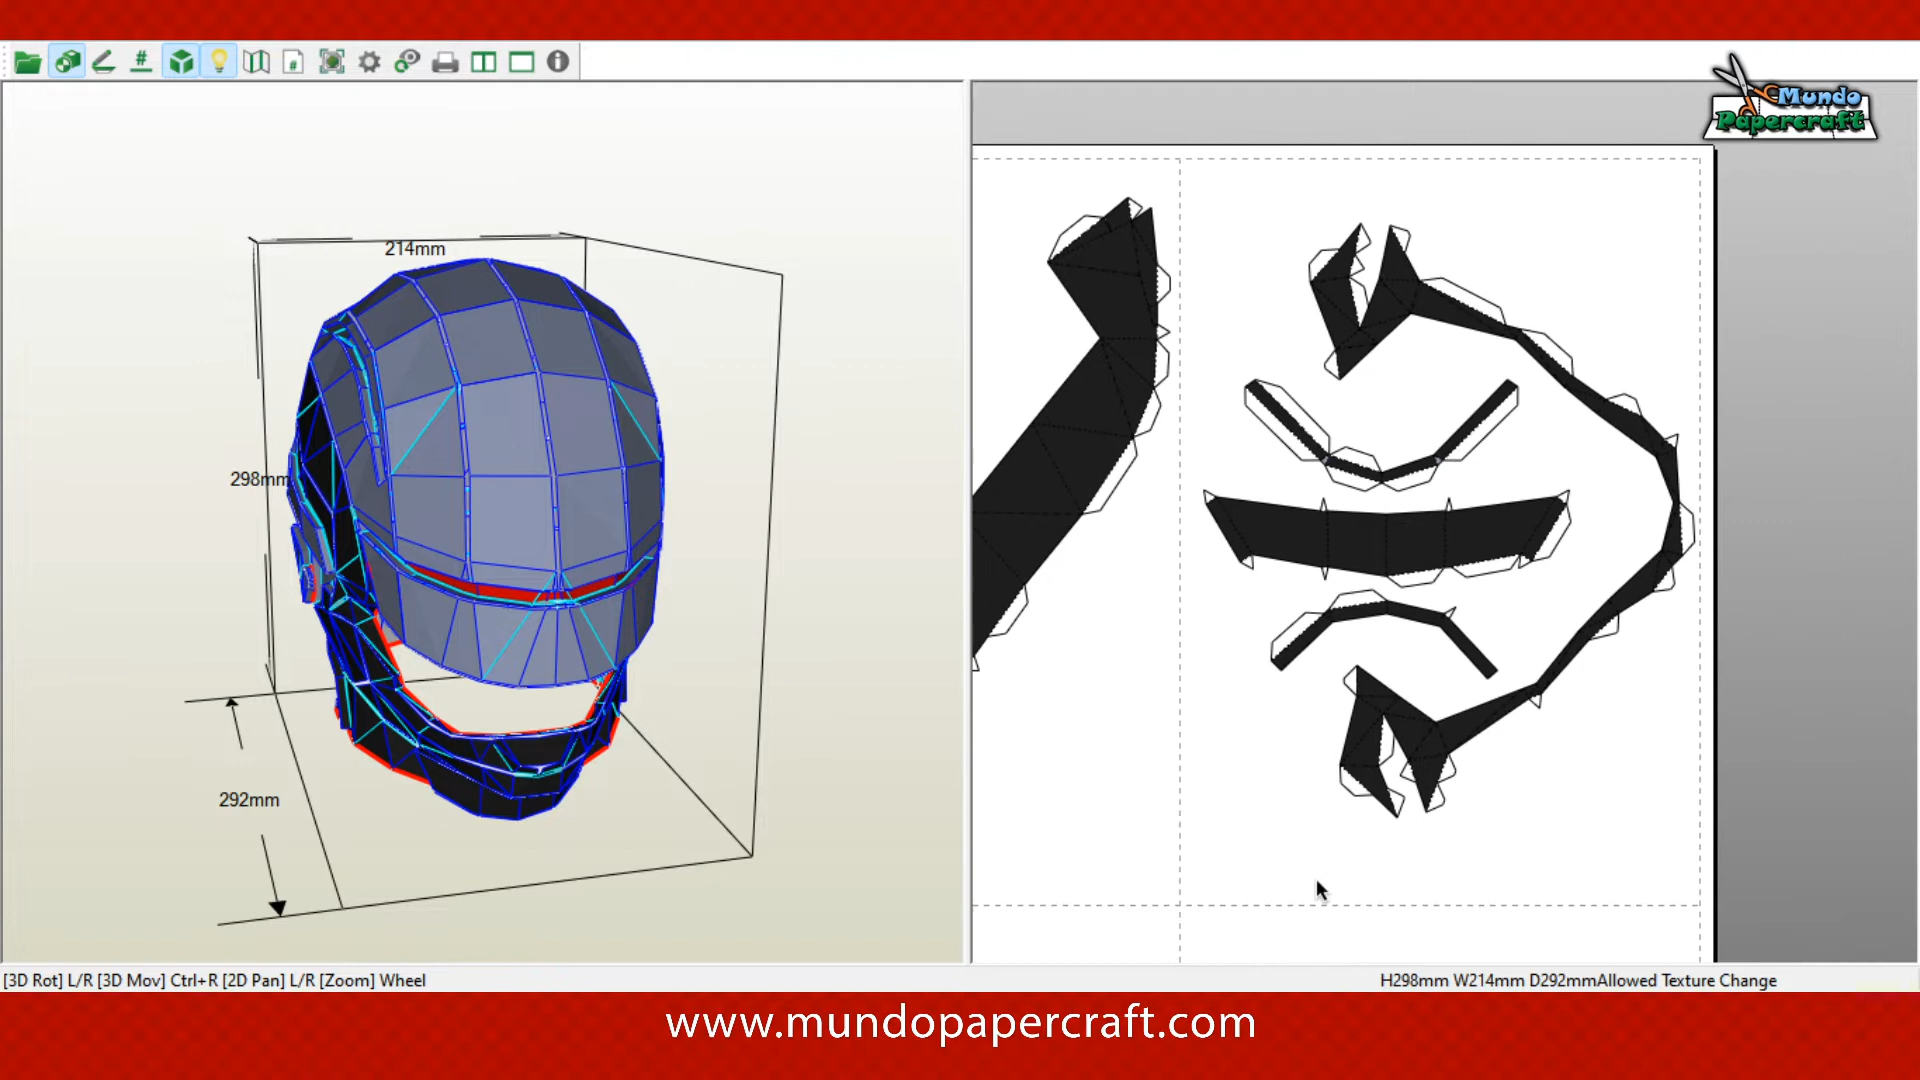 Mundo
Papercraft
214mm
298mm
292mm
[3D Rot] L/R [3D Mov] Ctrl+R [2D Pan] L/R [Zoom] Wheel
H298mm W214mm D292mmAllowed Texture Change
www.mundopapercraft.com